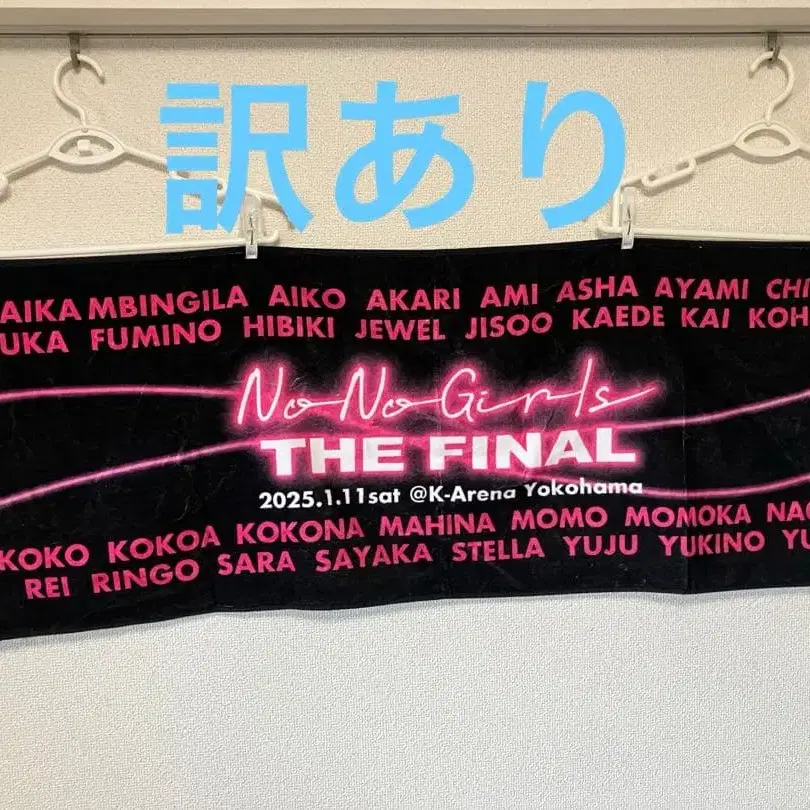 訳あり
AIKA MBINGILA AIKO AKARI AMI ASHA AYAMI CHI
UKA FUMINO HIBIKI JEWEL JISOO KAEDE KAI KOH
No No Girls
THE FINAL
2025.1.11sat @K-Arena Yokohama
KOKO KOKOA KOKONA MAHINA MOMO MOMOKA NAO
REI RINGO SARA SAYAKA STELLA YUJU YUKINO YU